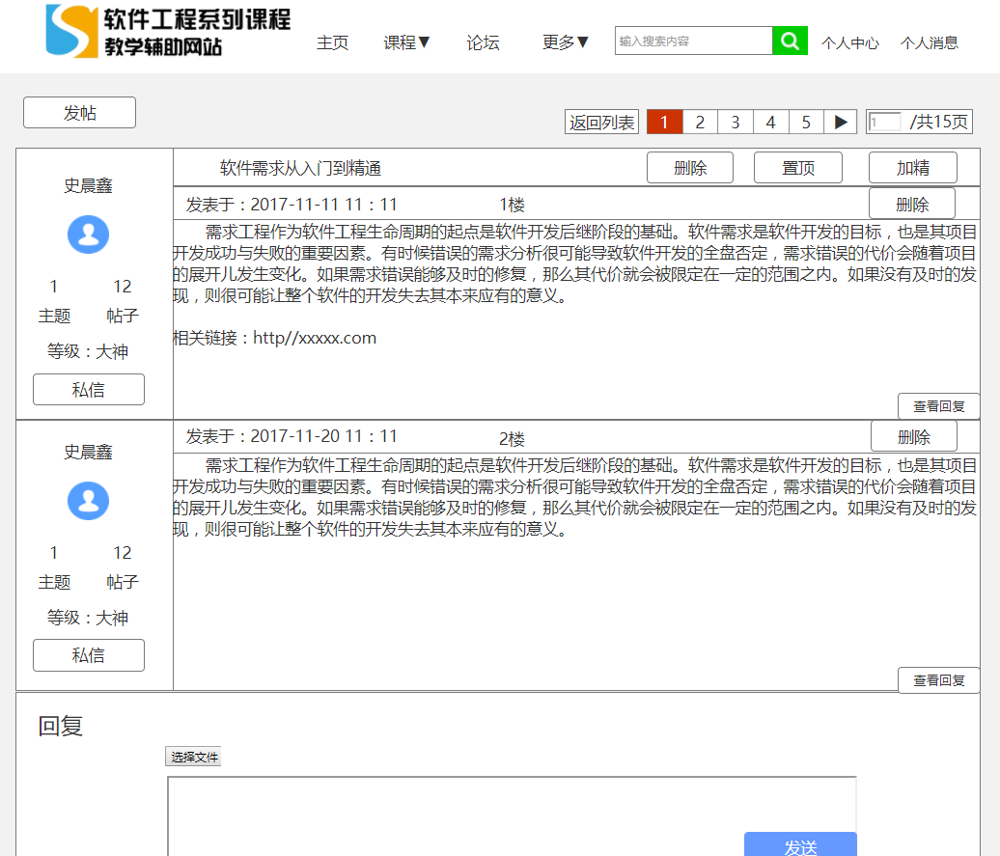 软件工程系列课程
教学辅助网站
主页 课程▼ 论坛 更多▼ 输入搜索内容 个人中心 个人消息
发帖
返回列表 1 2 3 4 5 ▶ 1 /共15页
史晨鑫
1 12
主题 帖子
等级：大神
私信
软件需求从入门到精通 删除 置顶 加精
发表于：2017-11-11 11：11 1楼 删除
需求工程作为软件工程生命周期的起点是软件开发后继阶段的基础。软件需求是软件开发的目标，也是其项目
开发成功与失败的重要因素。有时候错误的需求分析很可能导致软件开发的全盘否定，需求错误的代价会随着项目
的展开儿发生变化。如果需求错误能够及时的修复，那么其代价就会被限定在一定的范围之内。如果没有及时的发
现，则很可能让整个软件的开发失去其本来应有的意义。
相关链接：http//xxxxx.com
查看回复
史晨鑫
1 12
主题 帖子
等级：大神
私信
发表于：2017-11-20 11：11 2楼 删除
需求工程作为软件工程生命周期的起点是软件开发后继阶段的基础。软件需求是软件开发的目标，也是其项目
开发成功与失败的重要因素。有时候错误的需求分析很可能导致软件开发的全盘否定，需求错误的代价会随着项目
的展开儿发生变化。如果需求错误能够及时的修复，那么其代价就会被限定在一定的范围之内。如果没有及时的发
现，则很可能让整个软件的开发失去其本来应有的意义。
查看回复
回复
选择文件
发送